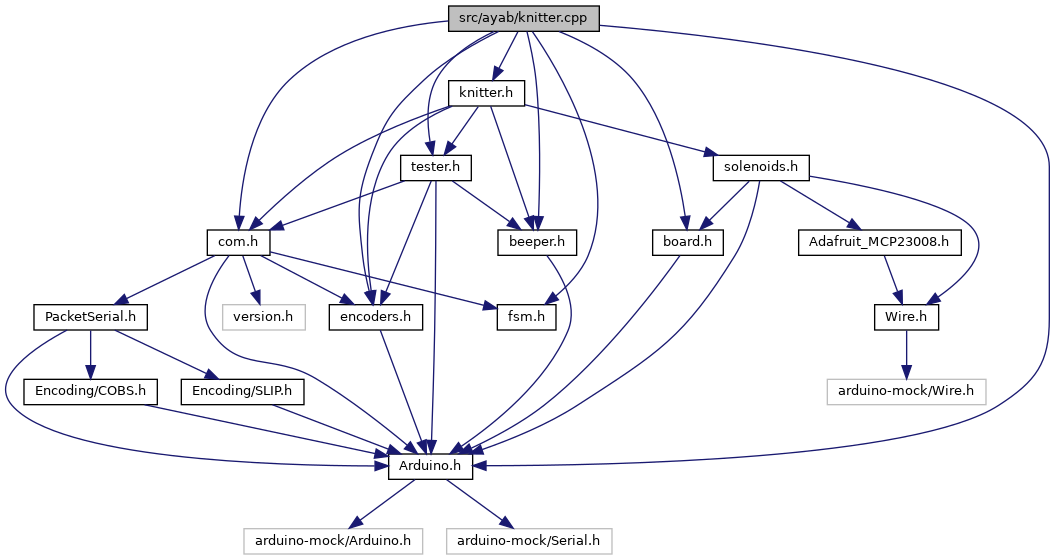 src/ayab/knitter.cpp
knitter.h
tester.h
solenoids.h
com.h
beeper.h
board.h
Adafruit_MCP23008.h
PacketSerial.h
version.h
encoders.h
fsm.h
Wire.h
Encoding/COBS.h
Encoding/SLIP.h
arduino-mock/Wire.h
Arduino.h
arduino-mock/Arduino.h
arduino-mock/Serial.h